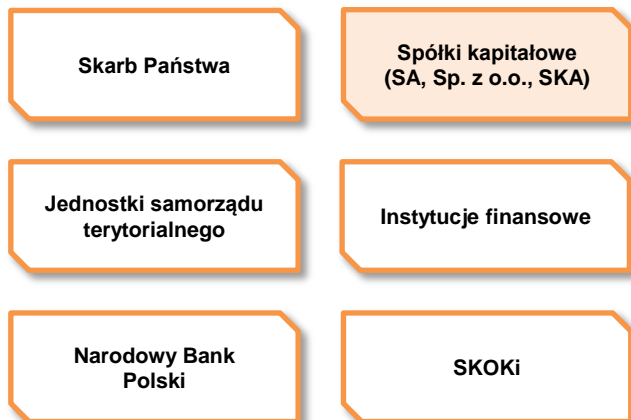 Skarb Państwa
Spółki kapitałowe
(SA, Sp. z o.o., SKA)
Jednostki samorządu
terytorialnego
Instytucje finansowe
Narodowy Bank
Polski
SKOKi